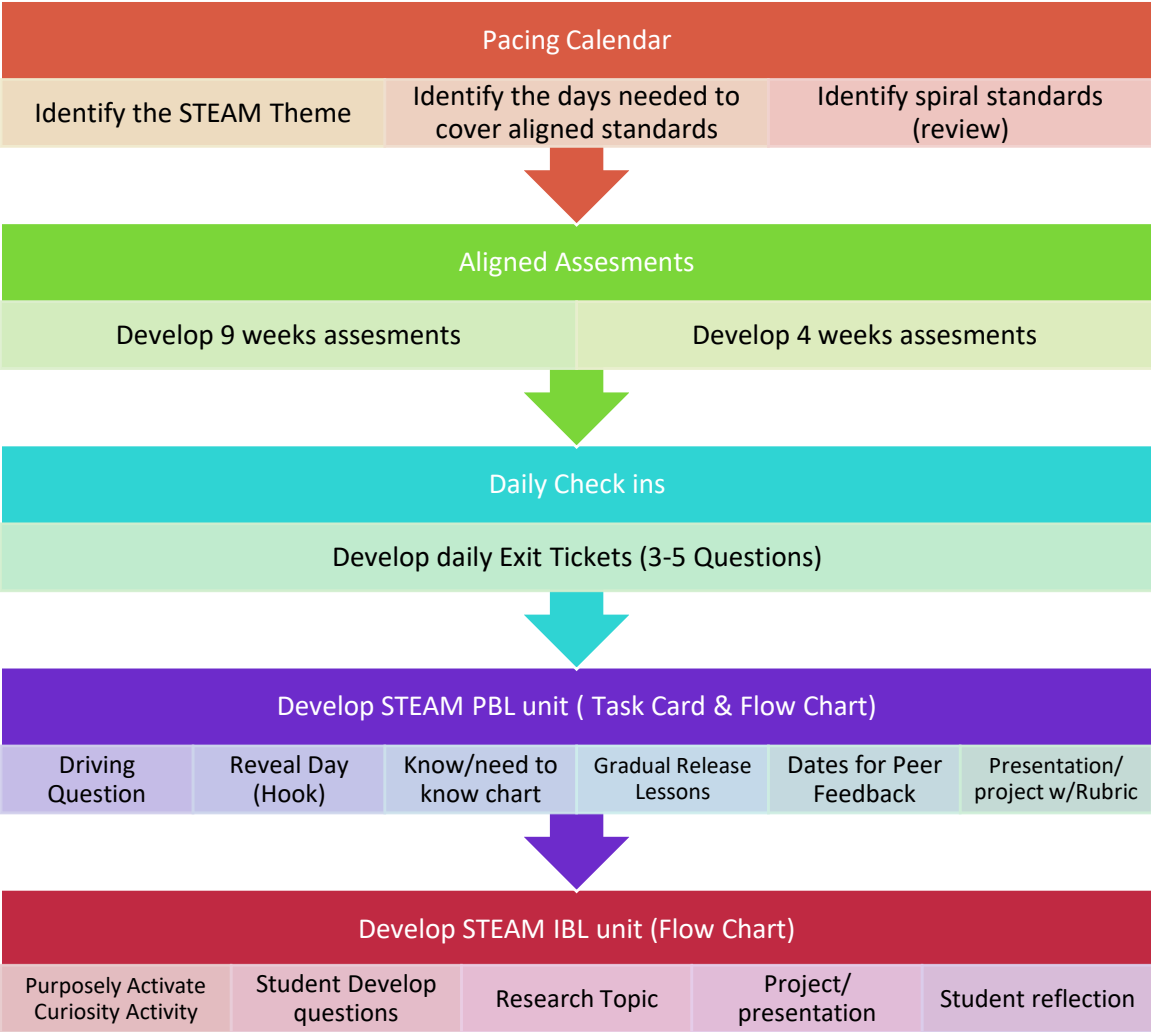 Pacing Calendar
Identify the STEAM Theme
Identify the days needed to
cover aligned standards
Identify spiral standards
(review)
Aligned Assesments
Develop 9 weeks assesments
Develop 4 weeks assesments
Daily Check ins
Develop daily Exit Tickets (3-5 Questions)
Develop STEAM PBL unit ( Task Card & Flow Chart)
Driving
Question
Reveal Day
(Hook)
Know/need to
know chart
Gradual Release
Lessons
Dates for Peer
Feedback
Presentation/
project w/Rubric
Develop STEAM IBL unit (Flow Chart)
Purposely Activate
Curiosity Activity
Student Develop
questions
Research Topic
Project/
presentation
Student reflection